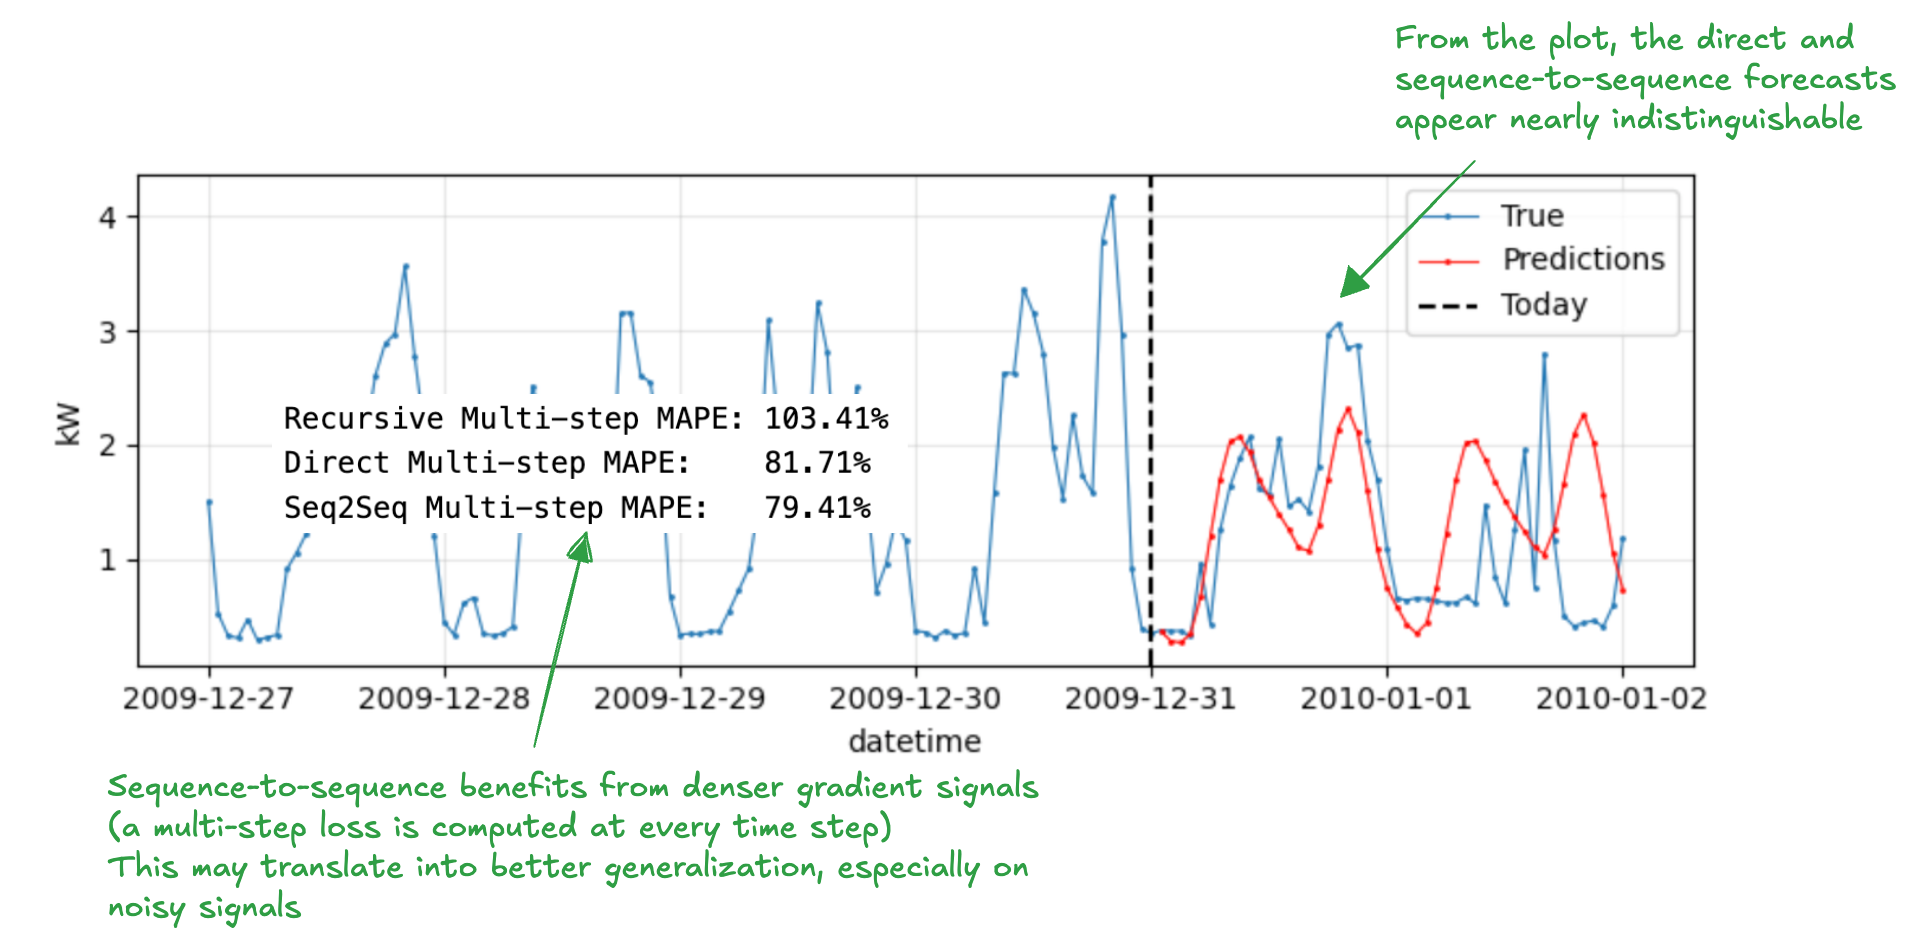 From the plot, the direct and
sequence-to-sequence forecasts
appear nearly indistinguishable
True
Predictions
Today
4
3
2
1
kW
Recursive Multi-step MAPE: 103.41%
Direct Multi-step MAPE: 81.71%
Seq2Seq Multi-step MAPE: 79.41%
2009-12-27 2009-12-28 2009-12-29 2009-12-30 2009-12-31 2010-01-01 2010-01-02
datetime
Sequence-to-sequence benefits from denser gradient signals
(a multi-step loss is computed at every time step)
This may translate into better generalization, especially on
noisy signals